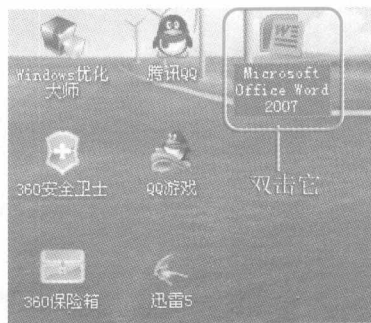 Windows优化
大师
腾讯QQ
Microsoft
Office Word
2007
360安全卫士
QQ游戏
双击它
360保险箱
迅雷5